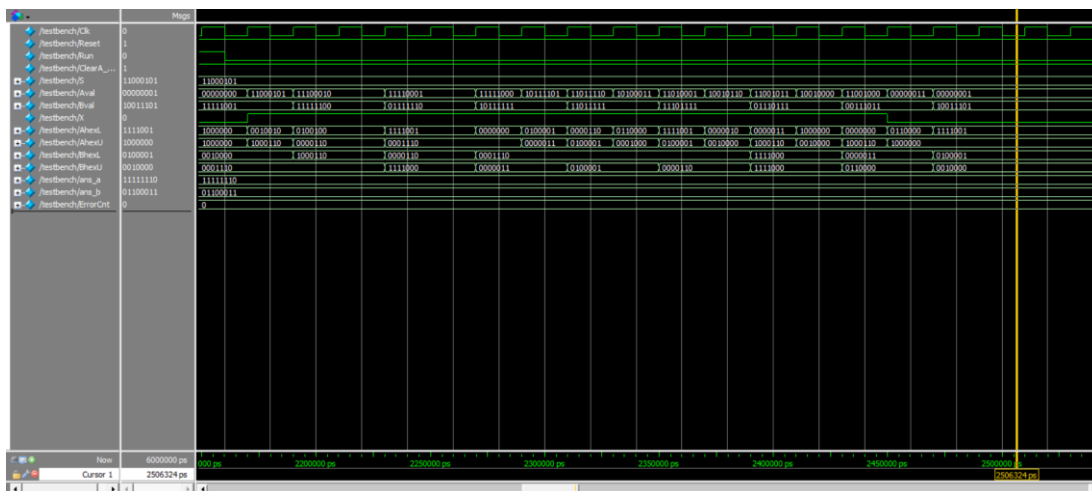 Msgs
/testbench/Clk 0
/testbench/Reset 1
/testbench/Run 0
/testbench/ClearA_... 1
/testbench/S 11000101 11000101
/testbench/Aval 00000001 00000000 11000101 11100010 11110001 11111000 10111101 11011110 10100011 11010001 10010110 11001011 10010000 11001000 00000011 00000001
/testbench/Bval 10011101 11111001 11111100 01111110 10111111 11011111 11101111 01110111 00111011 10011101
/testbench/X 0
/testbench/AhexL 1111001 1000000 0010010 0100100 1111001 0000000 0100001 0000110 0110000 1111001 0000010 0000011 1000000 0000000 0110000 1111001
/testbench/AhexU 1000000 1000000 1000110 0000110 0001110 0000011 0100001 0001000 0100001 0010000 1000110 0010000 1000110 1000000
/testbench/BhexL 0100001 0010000 1000110 0000110 0001110 1111000 0000011 0100001
/testbench/BhexU 0010000 0001110 1111000 0000011 0100001 0000110 1111000 0110000 0010000
/testbench/ans_a 11111110 11111110
/testbench/ans_b 01100011 01100011
/testbench/ErrorCnt 0 0
Now 6000000 ps 000 ps 2200000 ps 2250000 ps 2300000 ps 2350000 ps 2400000 ps 2450000 ps 2500000 ps
Cursor 1 2506324 ps 2506324 ps